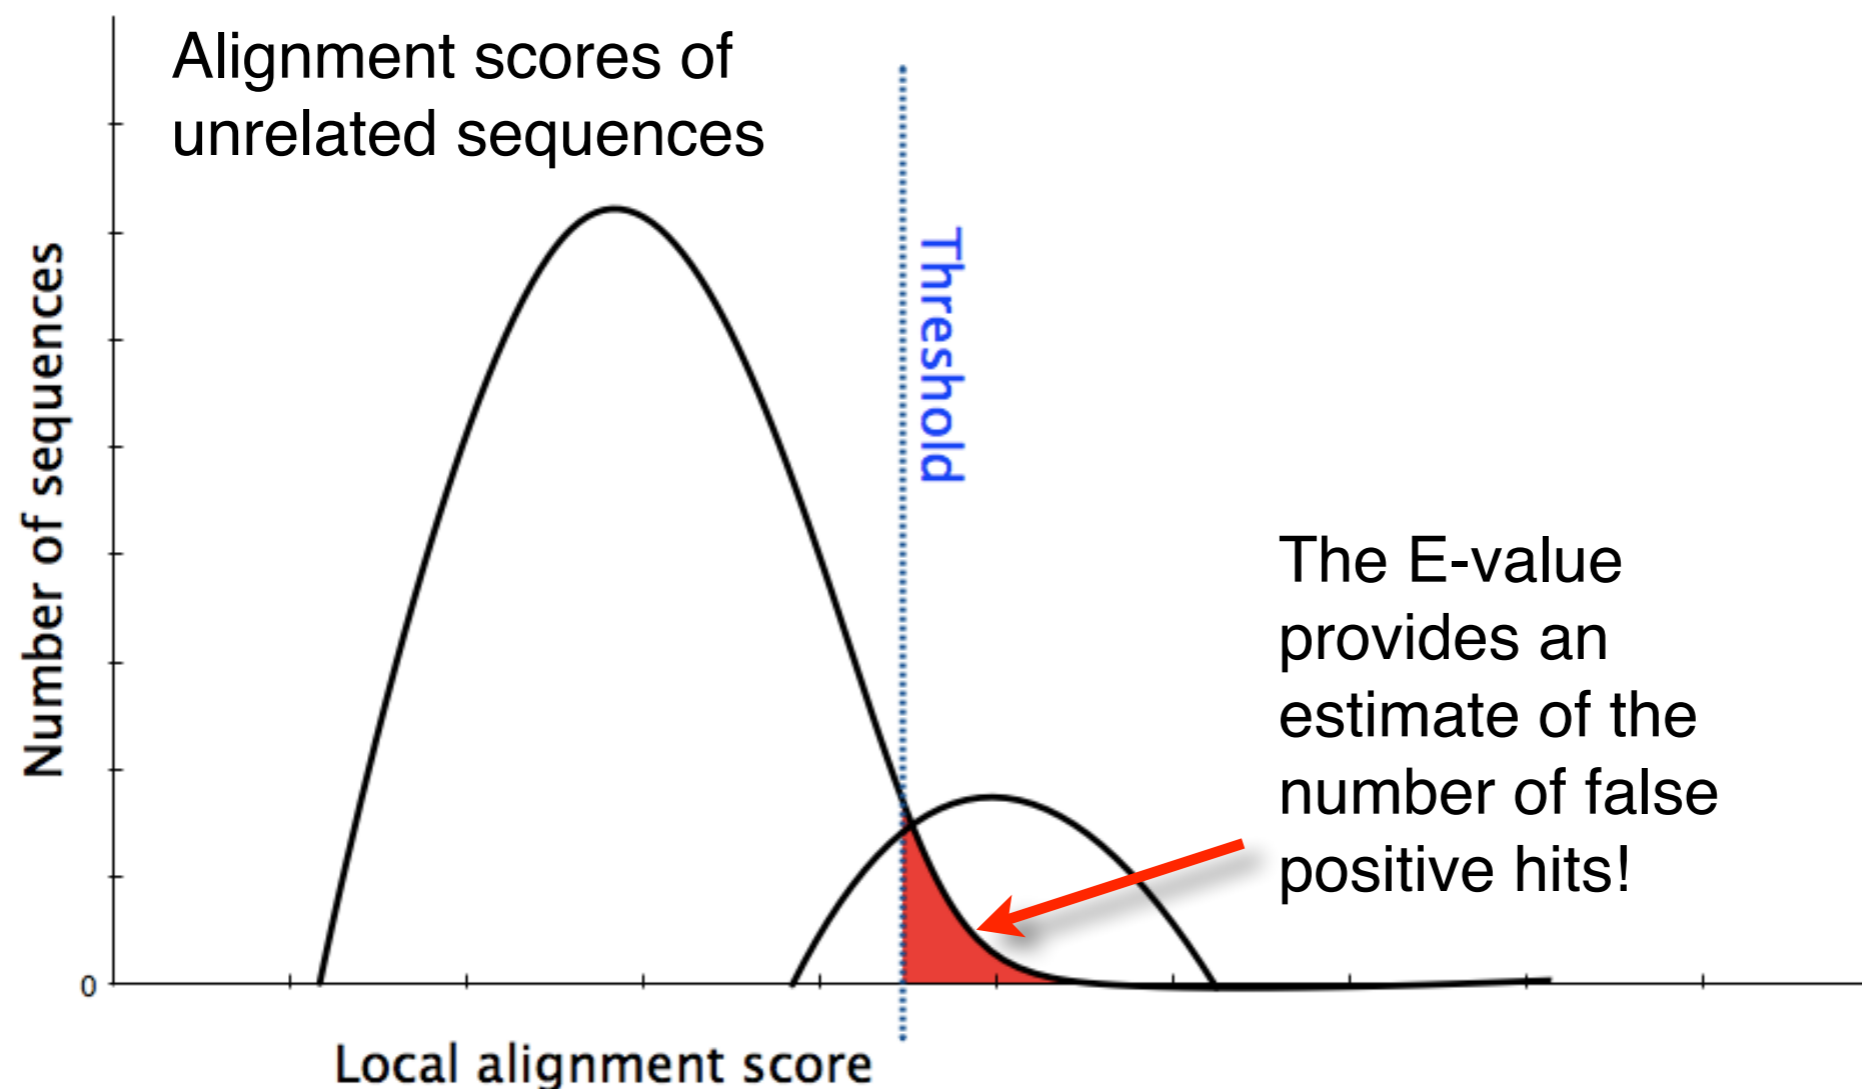 Alignment scores of
unrelated sequences
Number of sequences
Threshold
The E-value
provides an
estimate of the
number of false
positive hits!
0
Local alignment score